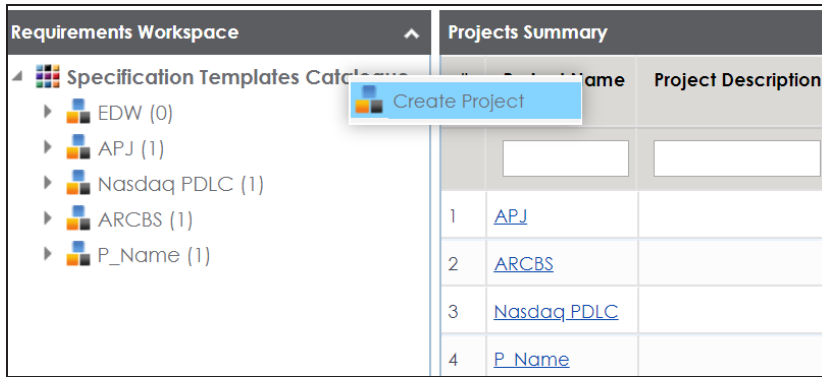 Requirements Workspace
Specification Templates Catalogue
EDW (0)
APJ (1)
Nasdaq PDLC (1)
ARCBS (1)
P_Name (1)
Create Project
Projects Summary
Name
Project Description
1 APJ
2 ARCBS
3 Nasdaq PDLC
4 P_Name